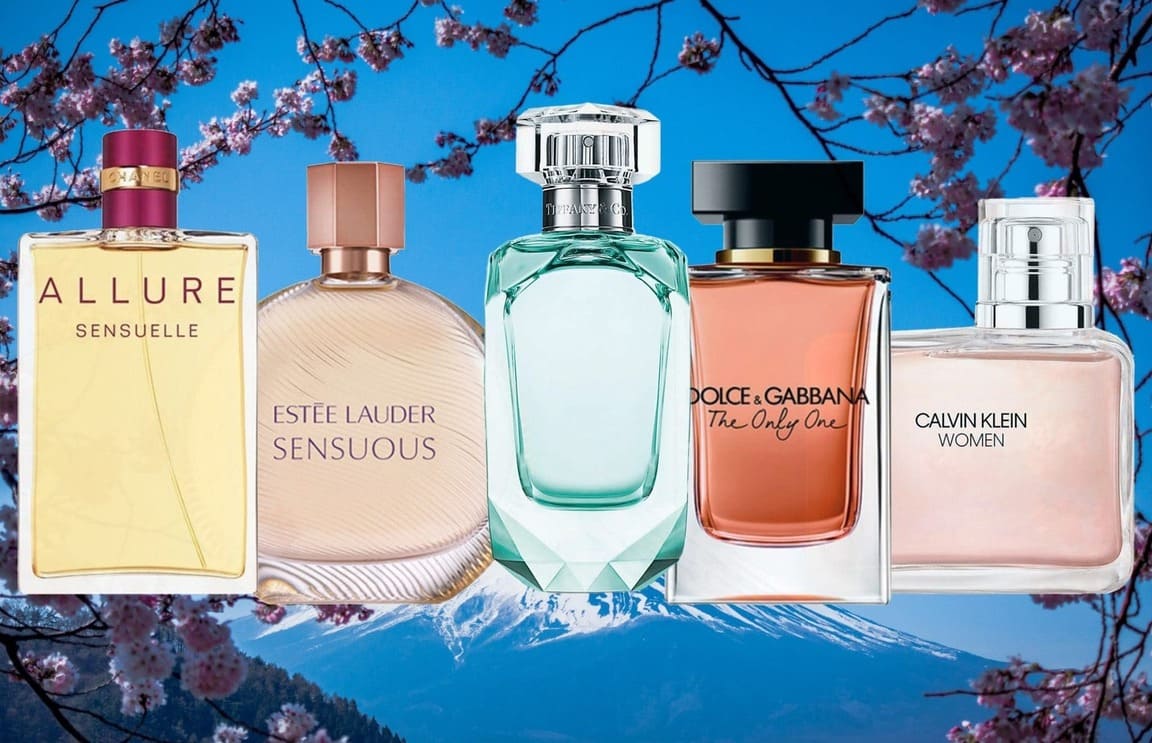 CHANEL
ALLURE
SENSUELLE
ESTĒE LAUDER
SENSUOUS
TIFFANY & CO.
DOLCE & GABBANA
The Only One
CALVIN KLEIN
WOMEN